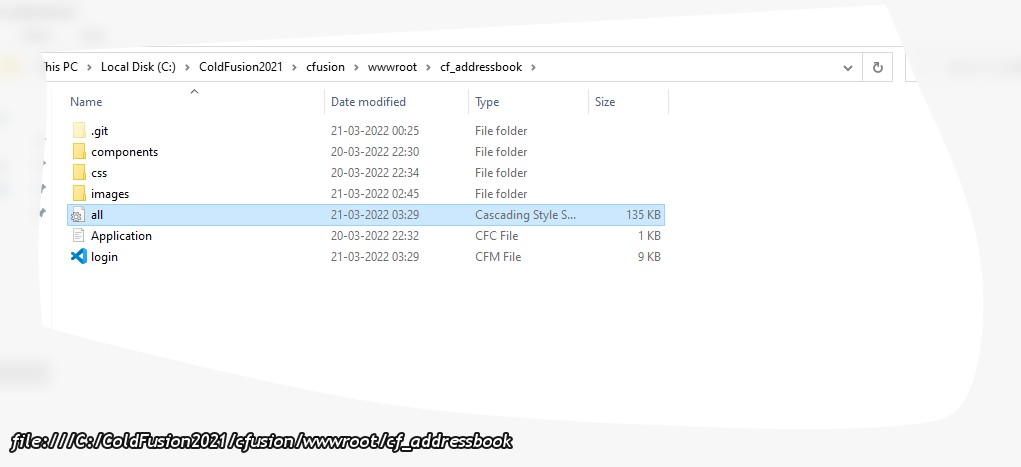 his PC > Local Disk (C:) > ColdFusion2021 > cfusion > wwwroot > cf_addressbook >
Name Date modified Type Size
.git 21-03-2022 00:25 File folder
components 20-03-2022 22:30 File folder
css 20-03-2022 22:34 File folder
images 21-03-2022 02:45 File folder
all 21-03-2022 03:29 Cascading Style S... 135 KB
Application 20-03-2022 22:32 CFC File 1 KB
login 21-03-2022 03:29 CFM File 9 KB
file:///C:/ColdFusion2021/cfusion/wwwroot/cf_addressbook